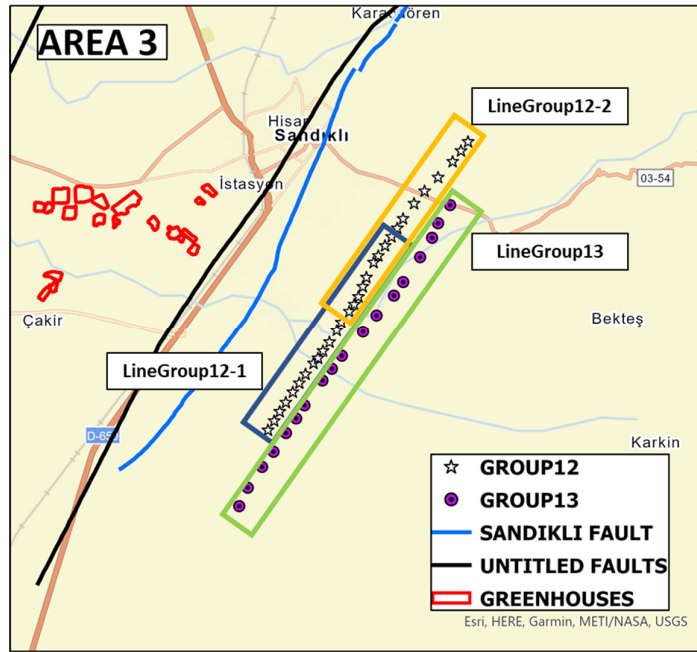 Karacaören
AREA 3
LineGroup12-2
Hisar
Sandıklı
03-54
İstasyon
LineGroup13
Çakir
Bekteş
LineGroup12-1
D-650
Karkin
GROUP12
GROUP13
SANDIKLI FAULT
UNTITLED FAULTS
GREENHOUSES
Esri, HERE, Garmin, METI/NASA, USGS